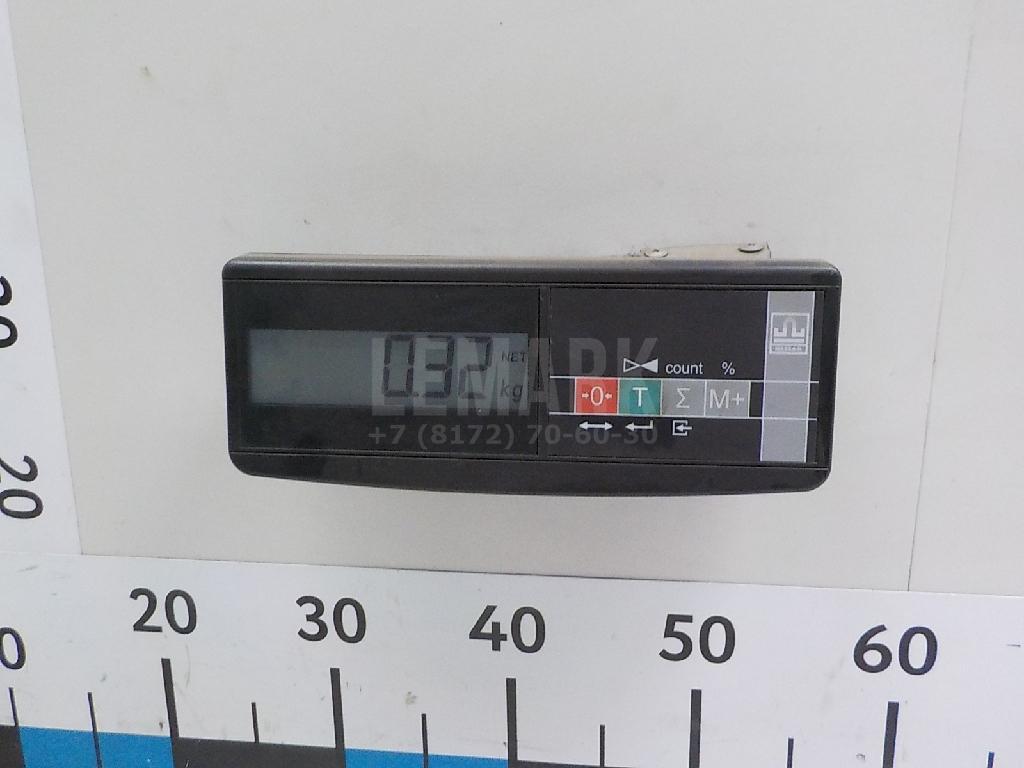 LEMARK
+7 (8172) 70-60-30
0.32 NET
kg
count %
→0← T Σ M+
20
20 30 40 50 60